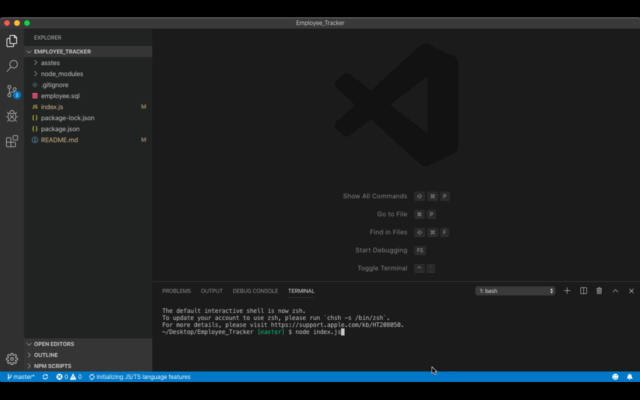 Employee_Tracker
EXPLORER
EMPLOYEE_TRACKER
asstes
node_modules
.gitignore
employee.sql
JS index.js M
{} package-lock.json
{} package.json
README.md M
Show All Commands ⇧ ⌘ P
Go to File ⌘ P
Find in Files ⇧ ⌘ F
Start Debugging F5
Toggle Terminal ^ `
PROBLEMS OUTPUT DEBUG CONSOLE TERMINAL 1: bash
The default interactive shell is now zsh.
To update your account to use zsh, please run `chsh -s /bin/zsh`.
For more details, please visit https://support.apple.com/kb/HT208050.
~/Desktop/Employee_Tracker [master] $ node index.js
OPEN EDITORS
OUTLINE
NPM SCRIPTS
master* 0 0 Initializing JS/TS language features